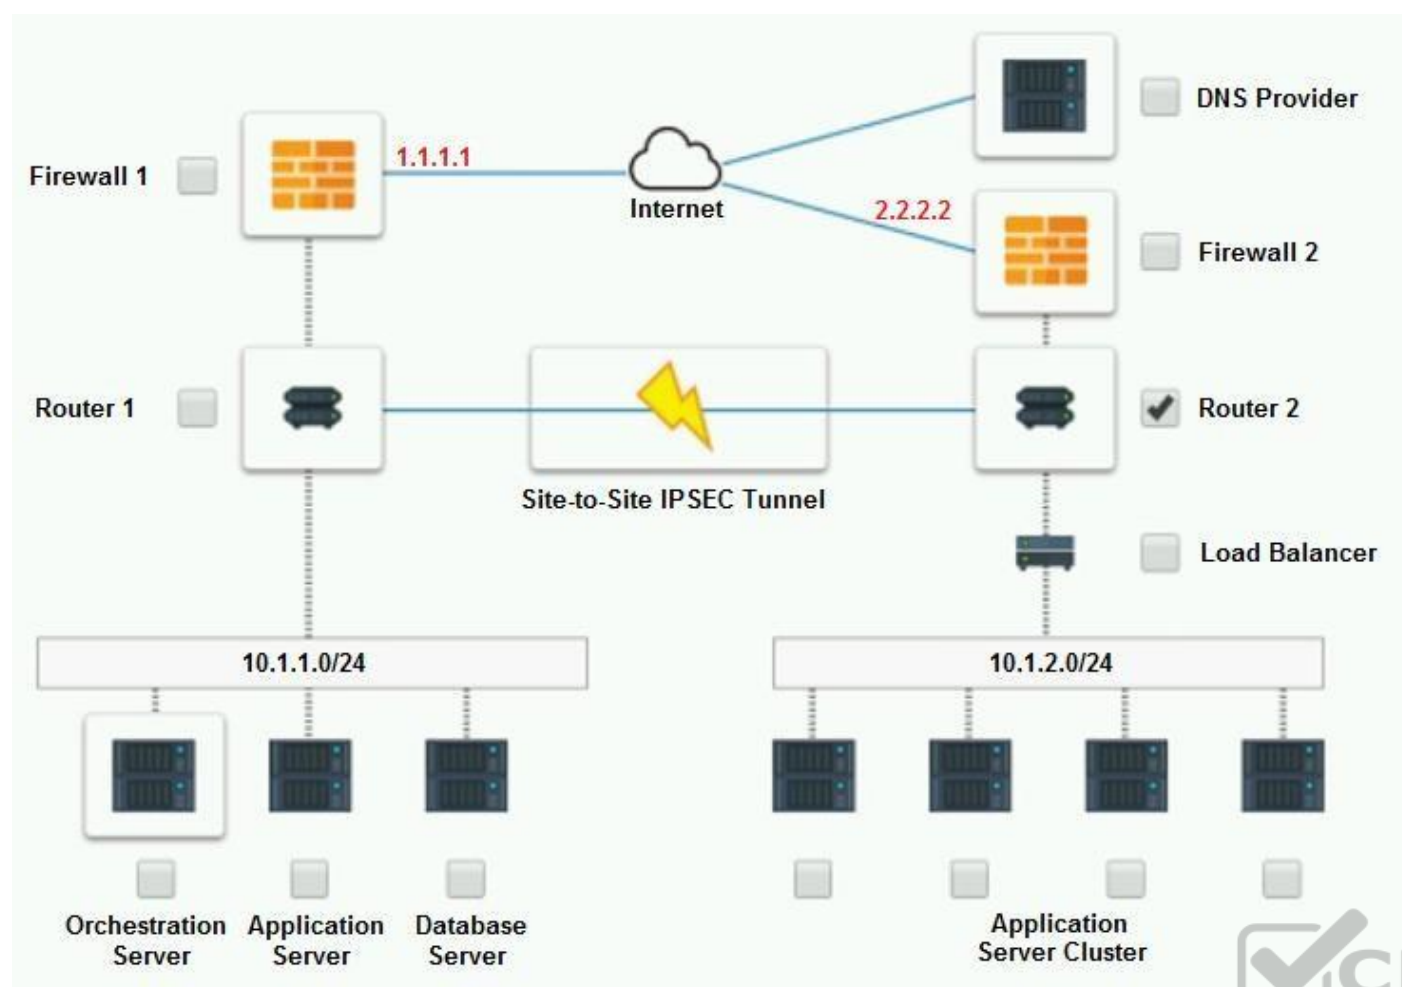 DNS Provider
1.1.1.1
Firewall 1
Internet
2.2.2.2
Firewall 2
Router 1
Router 2
Site-to-Site IPSEC Tunnel
Load Balancer
10.1.1.0/24
10.1.2.0/24
Orchestration
Server
Application
Server
Database
Server
Application
Server Cluster